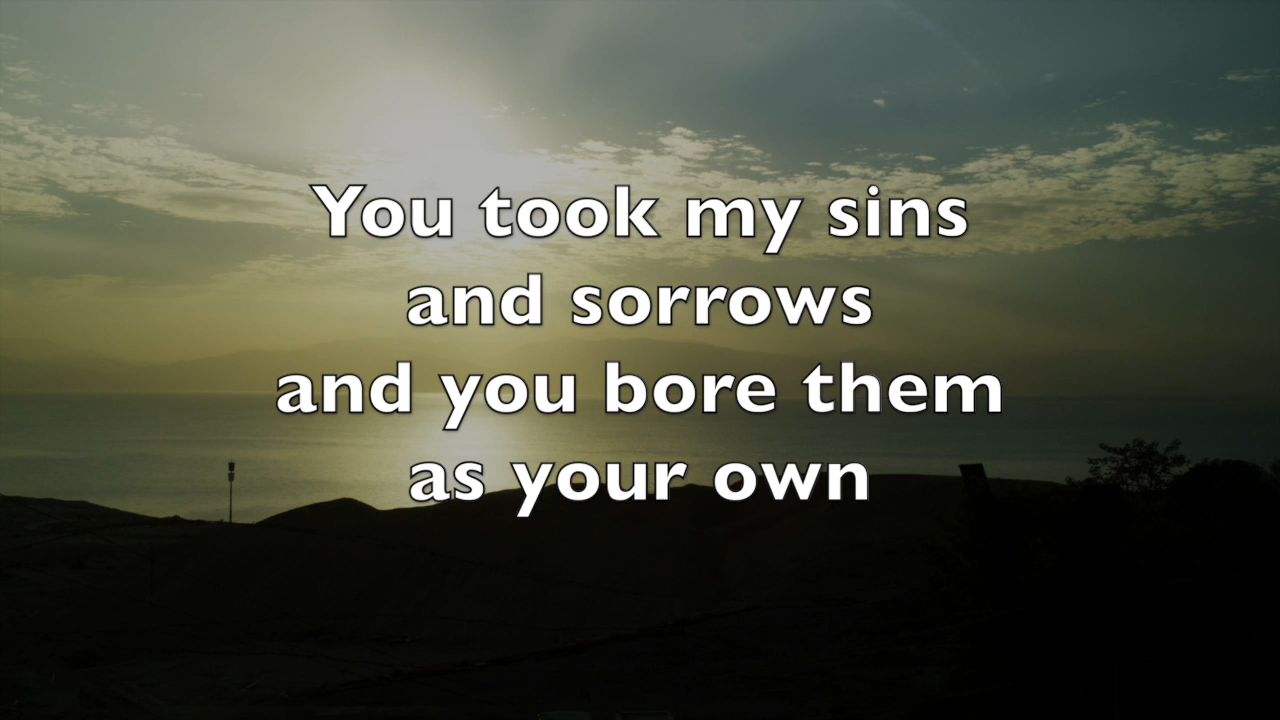 You took my sins
and sorrows
and you bore them
as your own